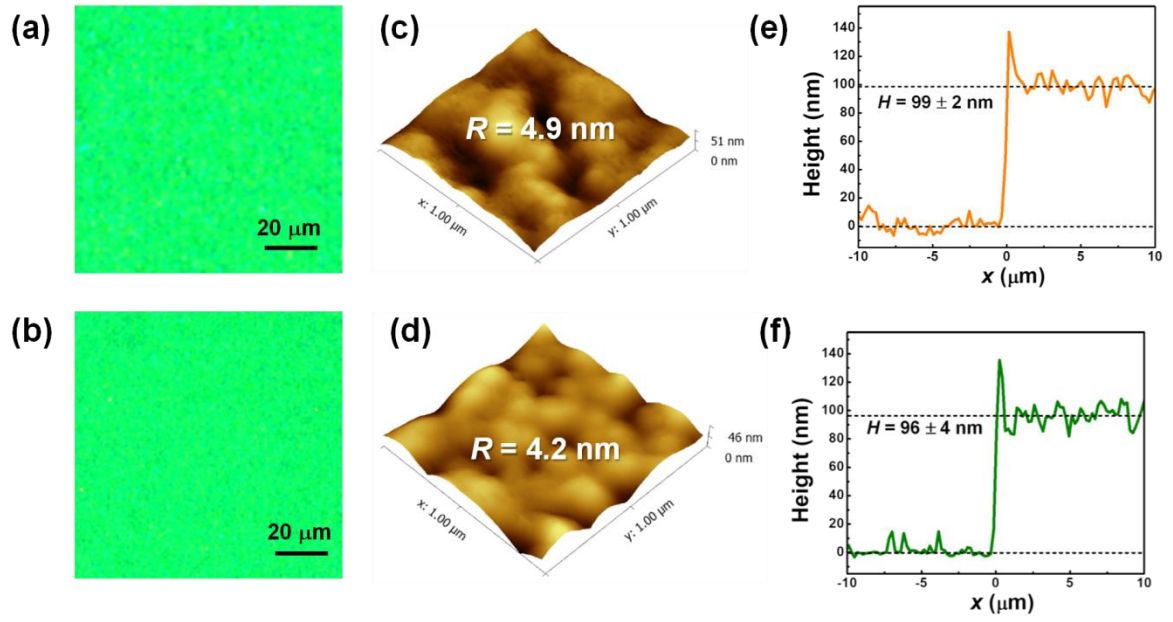 (a)
20 μm
(c)
R = 4.9 nm
51 nm
0 nm
x: 1.00 μm
y: 1.00 μm
(e)
Height (nm)
140
120
100
80
60
40
20
0
H = 99 ± 2 nm
-10
-5
0
5
10
x (μm)
(b)
20 μm
(d)
R = 4.2 nm
46 nm
0 nm
x: 1.00 μm
y: 1.00 μm
(f)
Height (nm)
140
120
100
80
60
40
20
0
H = 96 ± 4 nm
-10
-5
0
5
10
x (μm)